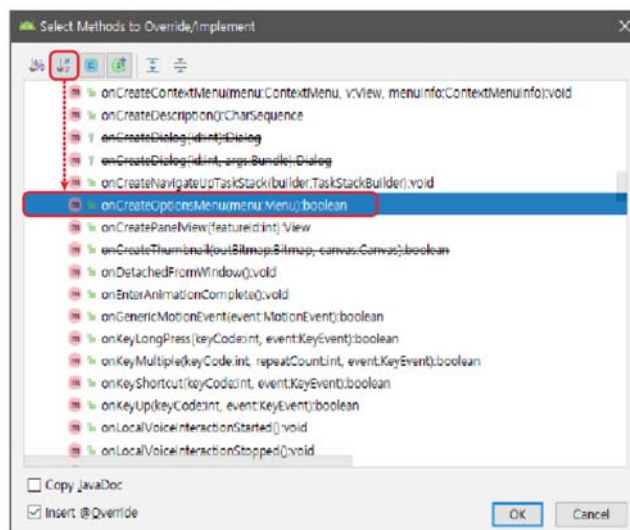 Select Methods to Override/Implement
onCreateContextMenu(menu:ContextMenu, v:View, menuInfo:ContextMenuInfo):void
onCreateDescription():CharSequence
onCreateDialog(id:int):Dialog
onCreateDialog(id:int, args:Bundle):Dialog
onCreateNavigateUpTaskStack(builder:TaskStackBuilder):void
onCreateOptionsMenu(menu:Menu):boolean
onCreatePanelView(featureId:int):View
onCreateThumbnail(outBitmap:Bitmap, canvas:Canvas):boolean
onDetachedFromWindow():void
onEnterAnimationComplete():void
onGenericMotionEvent(event:MotionEvent):boolean
onKeyLongPress(keyCode:int, event:KeyEvent):boolean
onKeyMultiple(keyCode:int, repeatCount:int, event:KeyEvent):boolean
onKeyShortcut(keyCode:int, event:KeyEvent):boolean
onKeyUp(keyCode:int, event:KeyEvent):boolean
onLocalVoiceInteractionStarted():void
onLocalVoiceInteractionStopped():void
Copy JavaDoc
Insert @Override
OK Cancel